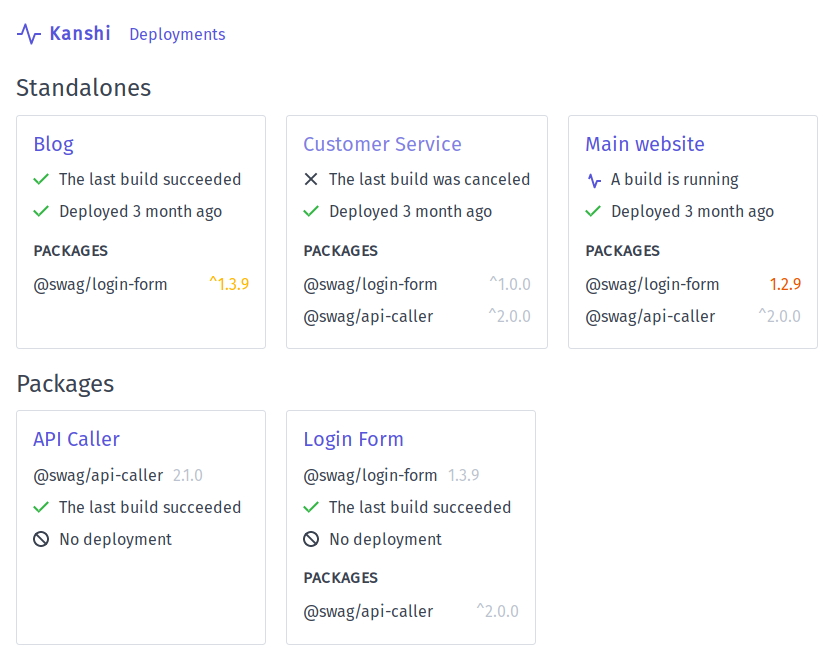 Kanshi Deployments
Standalones
Blog
The last build succeeded
Deployed 3 month ago
PACKAGES
@swag/login-form ^1.3.9
Customer Service
The last build was canceled
Deployed 3 month ago
PACKAGES
@swag/login-form ^1.0.0
@swag/api-caller ^2.0.0
Main website
A build is running
Deployed 3 month ago
PACKAGES
@swag/login-form 1.2.9
@swag/api-caller ^2.0.0
Packages
API Caller
@swag/api-caller 2.1.0
The last build succeeded
No deployment
Login Form
@swag/login-form 1.3.9
The last build succeeded
No deployment
PACKAGES
@swag/api-caller ^2.0.0